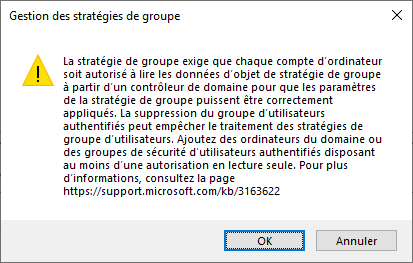 Gestion des stratégies de groupe
La stratégie de groupe exige que chaque compte d'ordinateur
soit autorisé à lire les données d'objet de stratégie de groupe
à partir d'un contrôleur de domaine pour que les paramètres
de la stratégie de groupe puissent être correctement
appliqués. La suppression du groupe d'utilisateurs
authentifiés peut empêcher le traitement des stratégies de
groupe d'utilisateurs. Ajoutez des ordinateurs du domaine ou
des groupes de sécurité d'utilisateurs authentifiés disposant
au moins d'une autorisation en lecture seule. Pour plus
d'informations, consultez la page
https://support.microsoft.com/kb/3163622
OK
Annuler